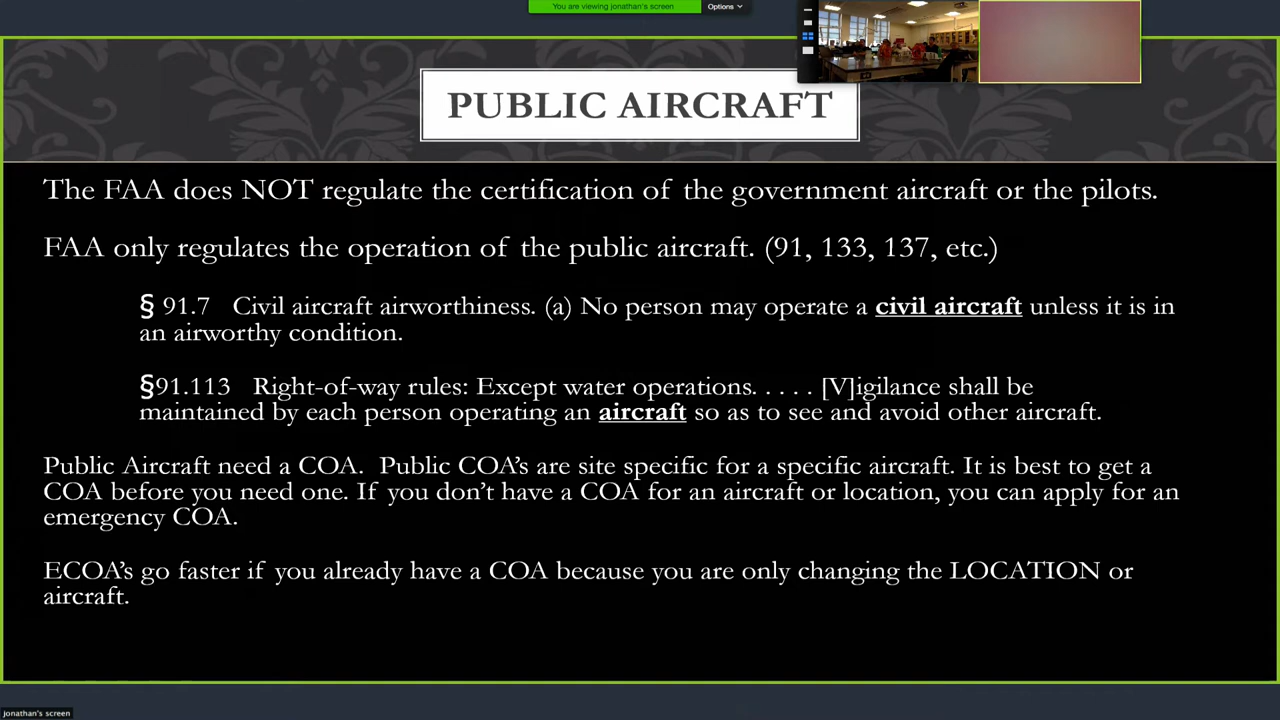 You are viewing jonathan's screen
Options
PUBLIC AIRCRAFT
The FAA does NOT regulate the certification of the government aircraft or the pilots.
FAA only regulates the operation of the public aircraft. (91, 133, 137, etc.)
§ 91.7 Civil aircraft airworthiness. (a) No person may operate a civil aircraft unless it is in
an airworthy condition.
§91.113 Right-of-way rules: Except water operations. . . . . [V]igilance shall be
maintained by each person operating an aircraft so as to see and avoid other aircraft.
Public Aircraft need a COA. Public COA's are site specific for a specific aircraft. It is best to get a
COA before you need one. If you don't have a COA for an aircraft or location, you can apply for an
emergency COA.
ECOA's go faster if you already have a COA because you are only changing the LOCATION or
aircraft.
Jonathan's screen